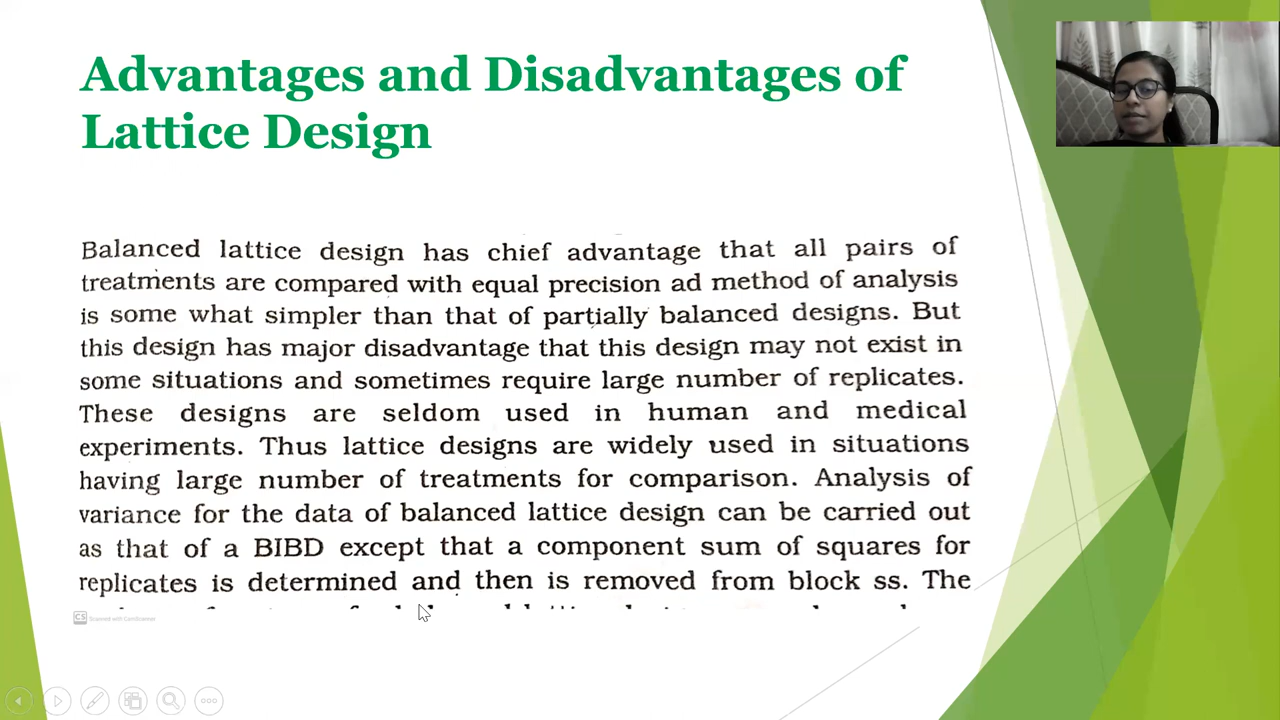 Advantages and Disadvantages of
Lattice Design
Balanced lattice design has chief advantage that all pairs of
treatments are compared with equal precision ad method of analysis
is some what simpler than that of partially balanced designs. But
this design has major disadvantage that this design may not exist in
some situations and sometimes require large number of replicates.
These designs are seldom used in human and medical
experiments. Thus lattice designs are widely used in situations
having large number of treatments for comparison. Analysis of
variance for the data of balanced lattice design can be carried out
as that of a BIBD except that a component sum of squares for
replicates is determined and then is removed from block ss. The
CS Scanned with CamScanner